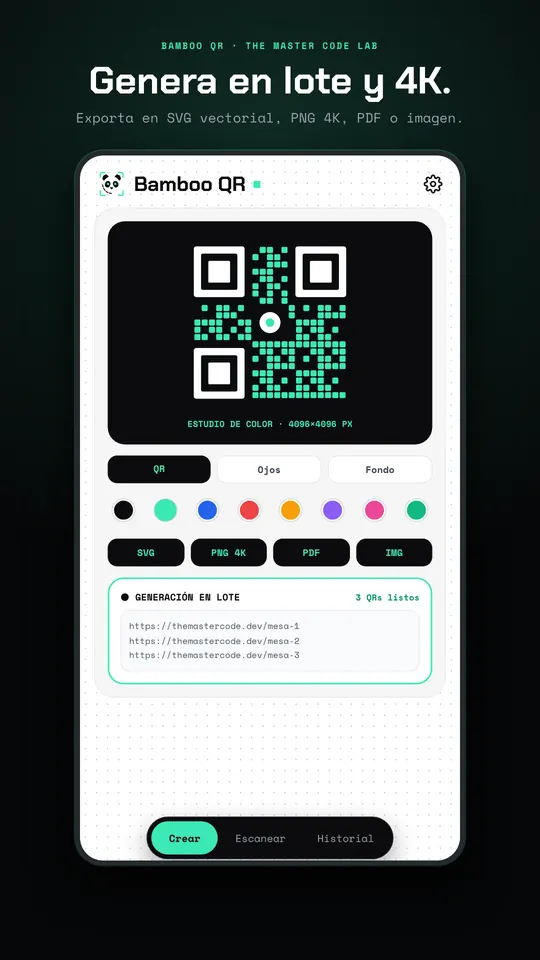 BAMBOO QR · THE MASTER CODE LAB
Genera en lote y 4K.
Exporta en SVG vectorial, PNG 4K, PDF o imagen.
Bamboo QR
ESTUDIO DE COLOR · 4096×4096 PX
QR Ojos Fondo
SVG PNG 4K PDF IMG
GENERACIÓN EN LOTE 3 QRs listos
https://themastercode.dev/mesa-1
https://themastercode.dev/mesa-2
https://themastercode.dev/mesa-3
Crear Escanear Historial